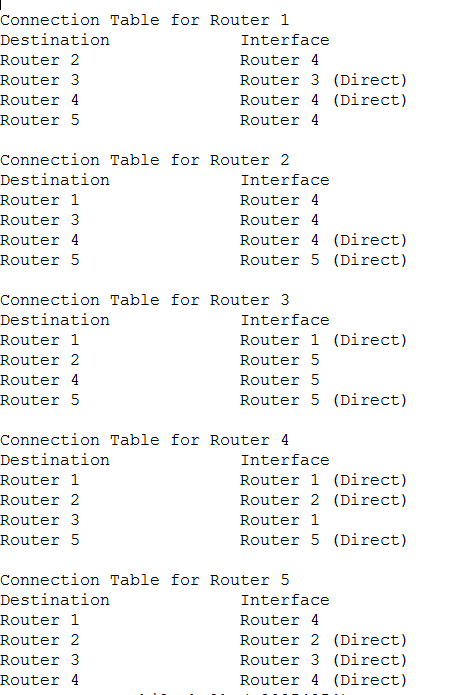 Connection Table for Router 1
Destination Interface
Router 2 Router 4
Router 3 Router 3 (Direct)
Router 4 Router 4 (Direct)
Router 5 Router 4
Connection Table for Router 2
Destination Interface
Router 1 Router 4
Router 3 Router 4
Router 4 Router 4 (Direct)
Router 5 Router 5 (Direct)
Connection Table for Router 3
Destination Interface
Router 1 Router 1 (Direct)
Router 2 Router 5
Router 4 Router 5
Router 5 Router 5 (Direct)
Connection Table for Router 4
Destination Interface
Router 1 Router 1 (Direct)
Router 2 Router 2 (Direct)
Router 3 Router 1
Router 5 Router 5 (Direct)
Connection Table for Router 5
Destination Interface
Router 1 Router 4
Router 2 Router 2 (Direct)
Router 3 Router 3 (Direct)
Router 4 Router 4 (Direct)